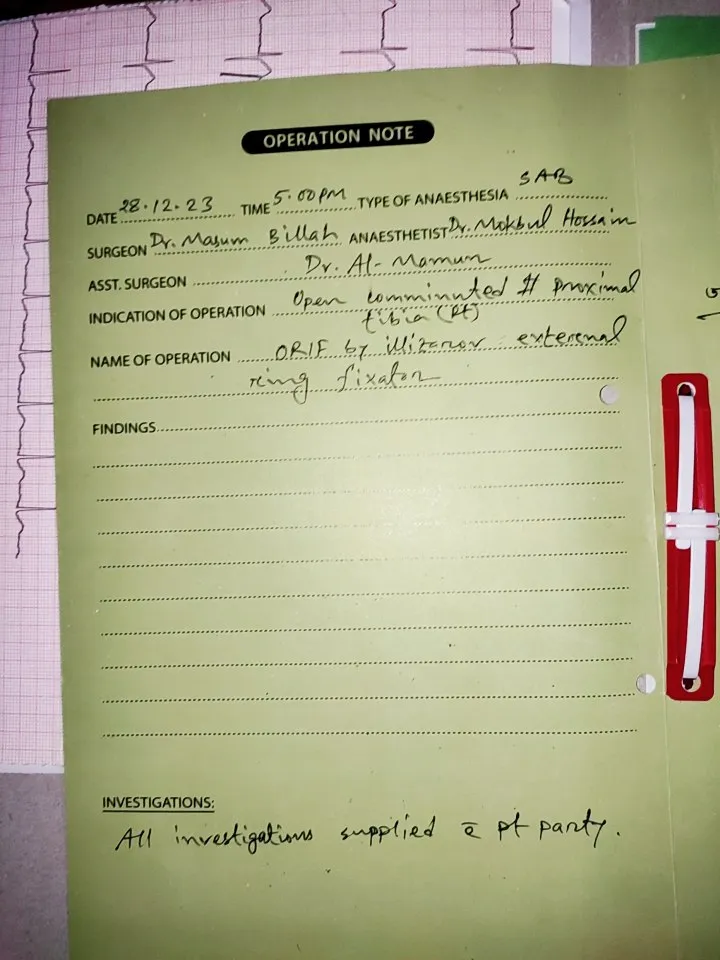 OPERATION NOTE
DATE 28.12.23 TIME 5.00PM TYPE OF ANAESTHESIA SAB
SURGEON Dr. Masum Billah ANAESTHETIST Dr. Mokbul Hossain
ASST. SURGEON Dr. Al-Mamun
INDICATION OF OPERATION Open comminuted # proximal
tibia (Rt)
NAME OF OPERATION ORIF by illizarov external
ring fixator
FINDINGS
INVESTIGATIONS:
All investigations supplied c̄ pt party.